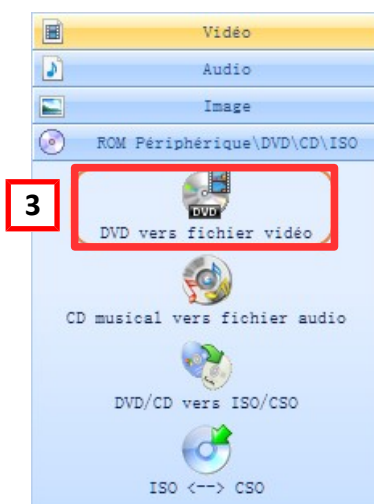 Vidéo
Audio
Image
ROM Périphérique\DVD\CD\ISO
3
DVD
DVD vers fichier vidéo
CD musical vers fichier audio
DVD/CD vers ISO/CSO
ISO <--> CSO